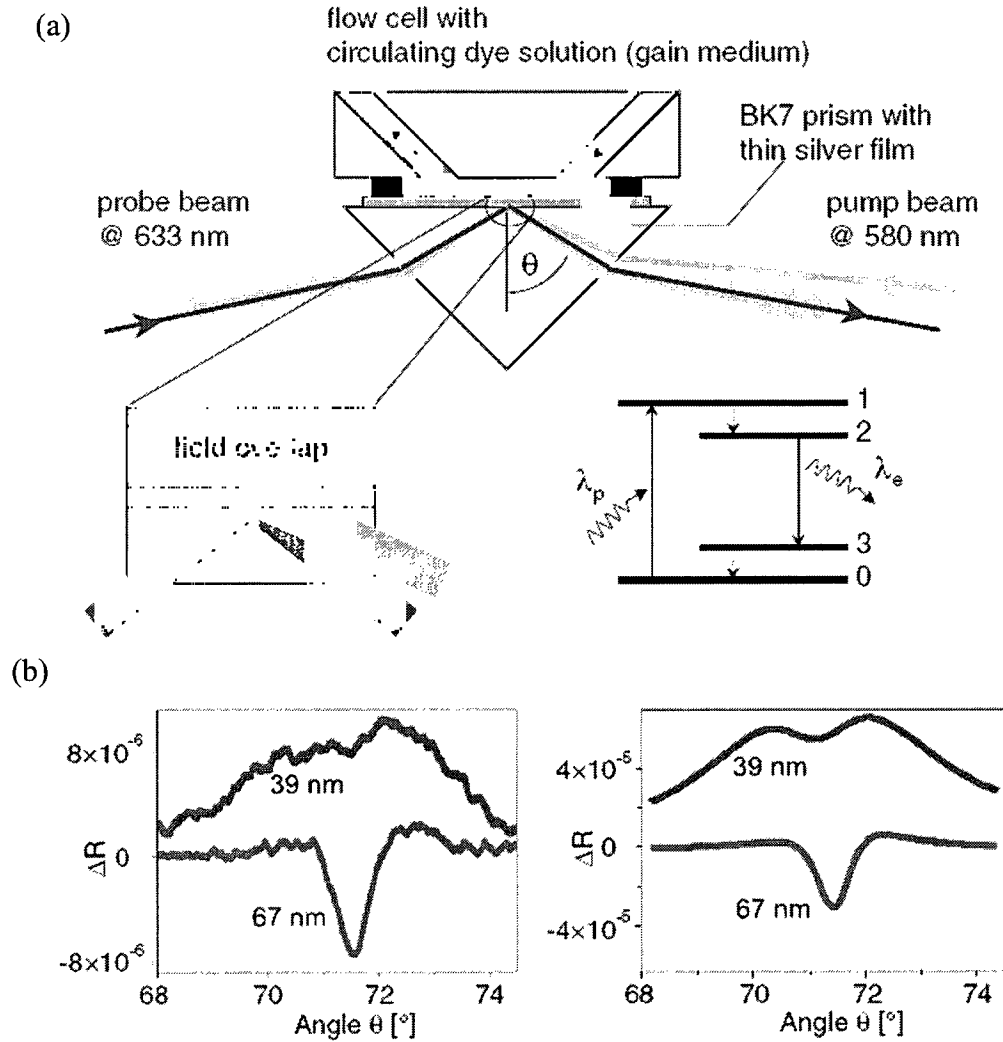 (a)
flow cell with
circulating dye solution (gain medium)
BK7 prism with
thin silver film
probe beam
@ 633 nm
pump beam
@ 580 nm
θ
field overlap
1
2
λp
λe
3
0
(b)
8×10⁻⁶
0
-8×10⁻⁶
ΔR
39 nm
67 nm
68 70 72 74
Angle θ [°]
4×10⁻⁵
0
-4×10⁻⁵
ΔR
39 nm
67 nm
68 70 72 74
Angle θ [°]